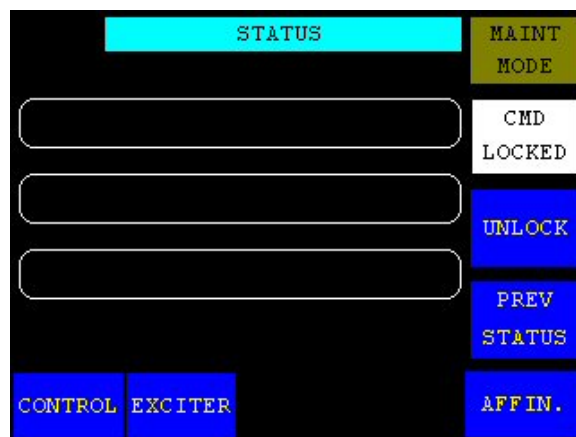 STATUS
MAINT
MODE
CMD
LOCKED
UNLOCK
PREV
STATUS
CONTROL
EXCITER
AFFIN.